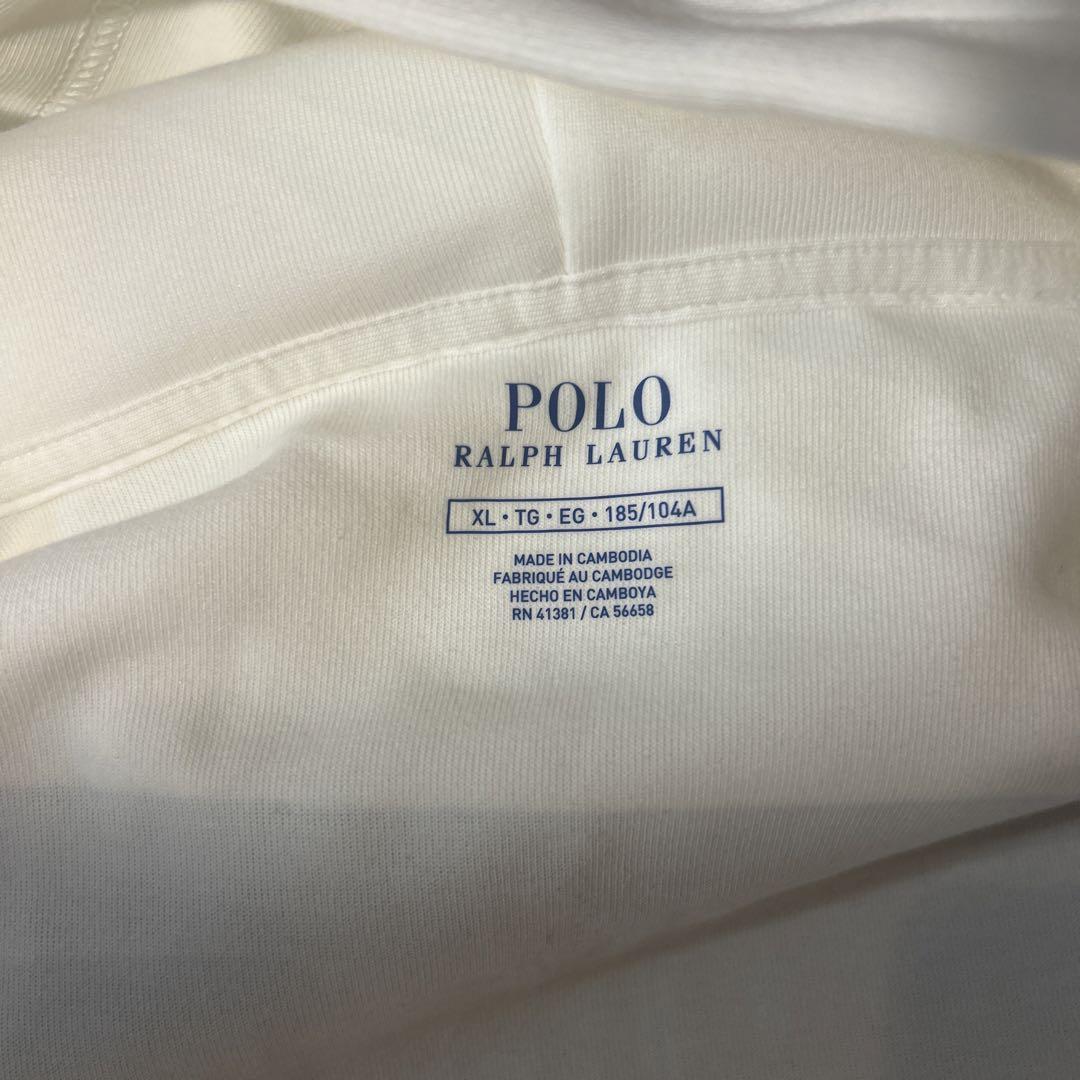 POLO
RALPH LAUREN
XL • TG • EG • 185/104A
MADE IN CAMBODIA
FABRIQUÉ AU CAMBODGE
HECHO EN CAMBOYA
RN 41381 / CA 56658